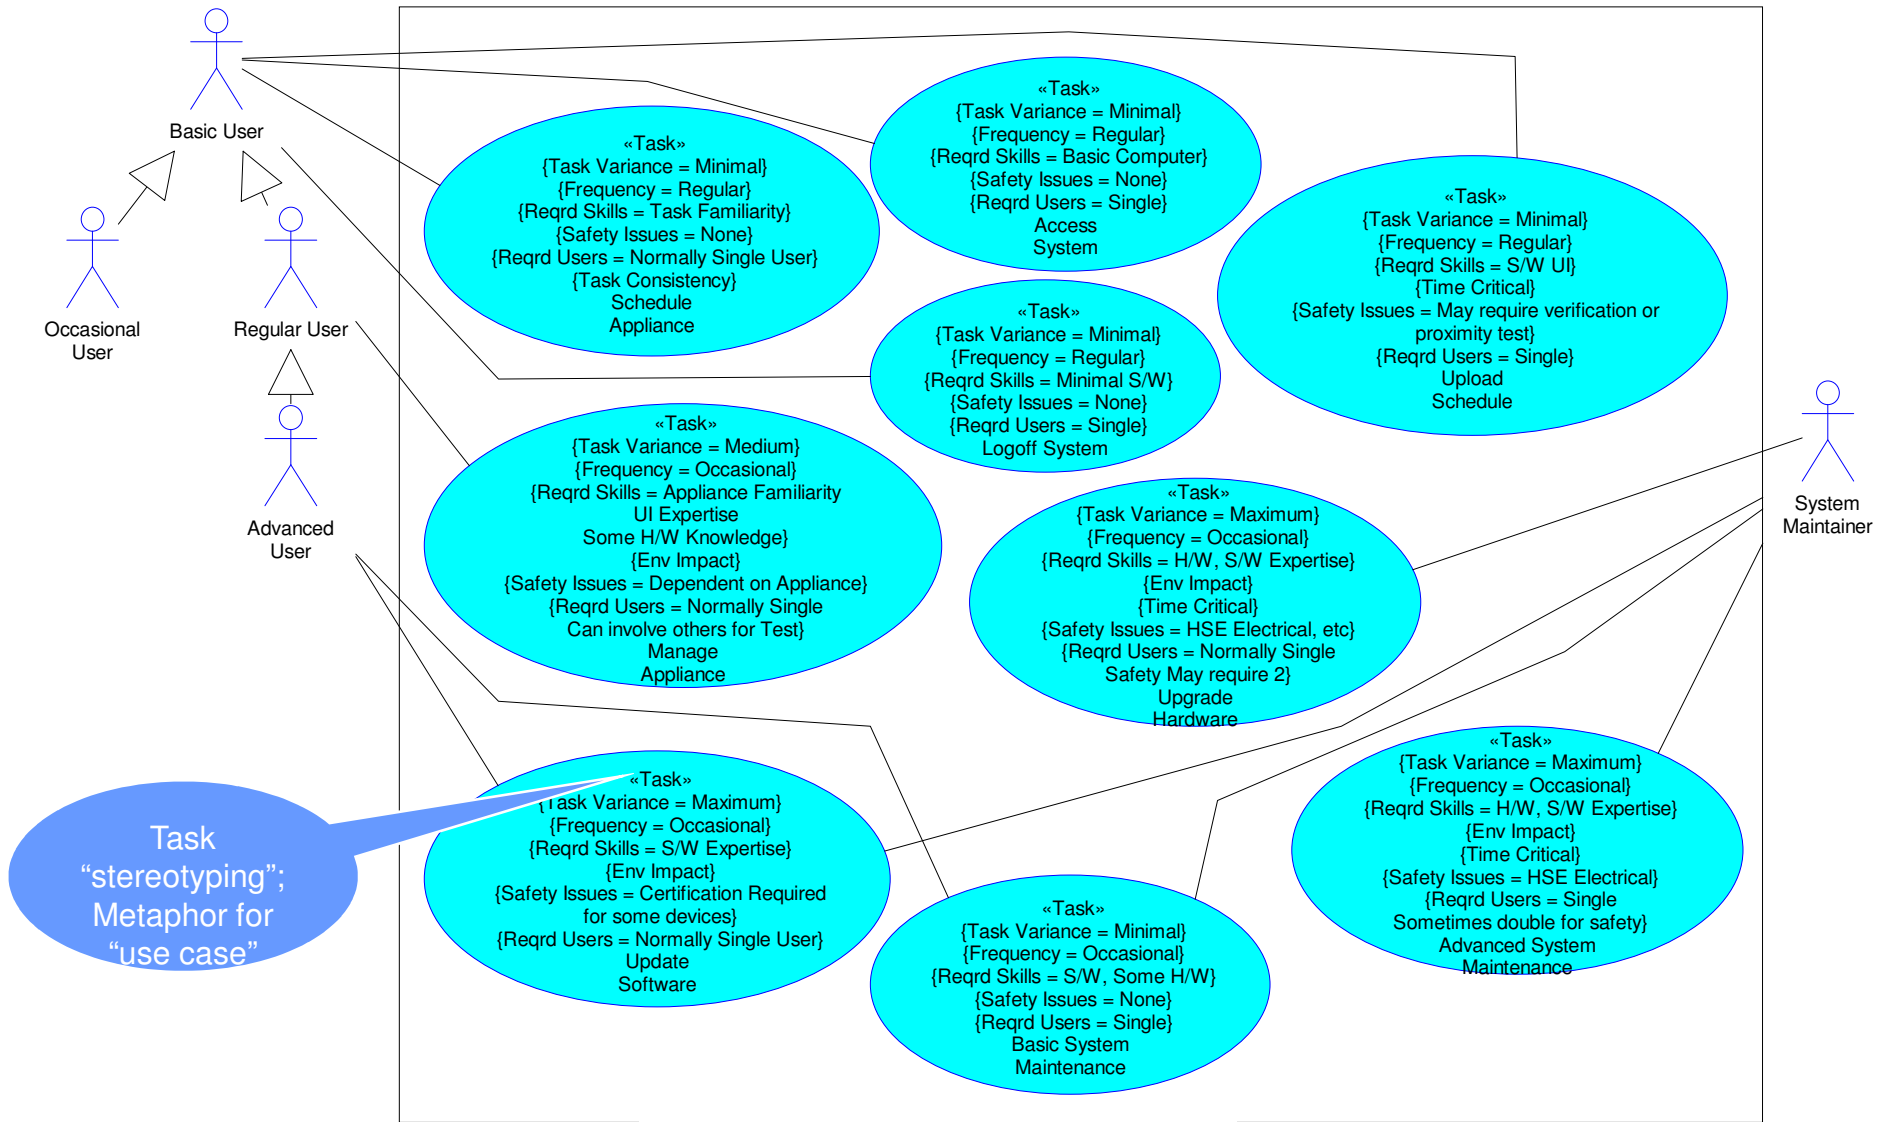 Basic User
Occasional
User
Regular User
Advanced
User
«Task»
{Task Variance = Minimal}
{Frequency = Regular}
{Reqrd Skills = Task Familiarity}
{Safety Issues = None}
{Reqrd Users = Normally Single User}
{Task Consistency}
Schedule
Appliance
«Task»
{Task Variance = Minimal}
{Frequency = Regular}
{Reqrd Skills = Basic Computer}
{Safety Issues = None}
{Reqrd Users = Single}
Access
System
«Task»
{Task Variance = Minimal}
{Frequency = Regular}
{Reqrd Skills = S/W UI}
{Time Critical}
{Safety Issues = May require verification or
proximity test}
{Reqrd Users = Single}
Upload
Schedule
«Task»
{Task Variance = Minimal}
{Frequency = Regular}
{Reqrd Skills = Minimal S/W}
{Safety Issues = None}
{Reqrd Users = Single}
Logoff System
«Task»
{Task Variance = Medium}
{Frequency = Occasional}
{Reqrd Skills = Appliance Familiarity
UI Expertise
Some H/W Knowledge}
{Env Impact}
{Safety Issues = Dependent on Appliance}
{Reqrd Users = Normally Single
Can involve others for Test}
Manage
Appliance
«Task»
{Task Variance = Maximum}
{Frequency = Occasional}
{Reqrd Skills = H/W, S/W Expertise}
{Env Impact}
{Time Critical}
{Safety Issues = HSE Electrical, etc}
{Reqrd Users = Normally Single
Safety May require 2}
Upgrade
Hardware
System
Maintainer
«Task»
{Task Variance = Maximum}
{Frequency = Occasional}
{Reqrd Skills = S/W Expertise}
{Env Impact}
{Safety Issues = Certification Required
for some devices}
{Reqrd Users = Normally Single User}
Update
Software
«Task»
{Task Variance = Minimal}
{Frequency = Occasional}
{Reqrd Skills = S/W, Some H/W}
{Safety Issues = None}
{Reqrd Users = Single}
Basic System
Maintenance
«Task»
{Task Variance = Maximum}
{Frequency = Occasional}
{Reqrd Skills = H/W, S/W Expertise}
{Env Impact}
{Time Critical}
{Safety Issues = HSE Electrical}
{Reqrd Users = Single
Sometimes double for safety}
Advanced System
Maintenance
Task
“stereotyping”;
Metaphor for
“use case”